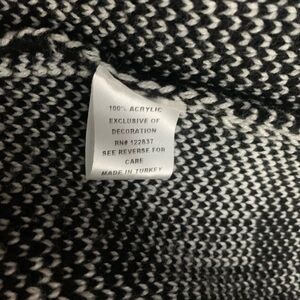 100% ACRYLIC
EXCLUSIVE OF
DECORATION
RN# 122837
SEE REVERSE FOR
CARE
MADE IN TURKEY